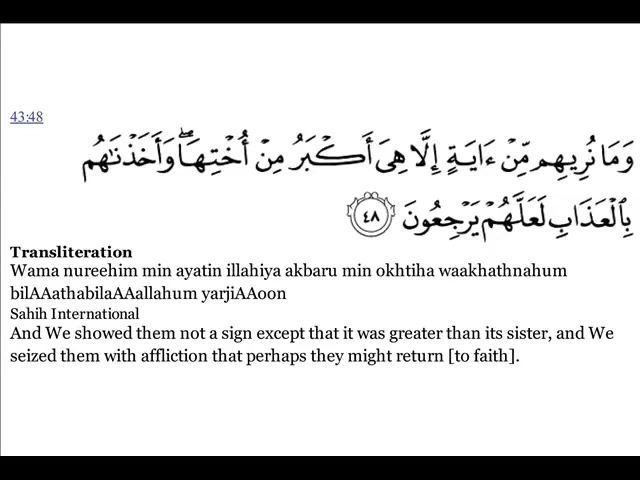 43:48
وَمَا نُرِيهِم مِّنْ ءَايَةٍ إِلَّا هِىَ أَكْبَرُ مِنْ أُخْتِهَا ۖ وَأَخَذْنَٰهُم
بِٱلْعَذَابِ لَعَلَّهُمْ يَرْجِعُونَ ٤٨
Transliteration
Wama nureehim min ayatin illahiya akbaru min okhtiha waakhathnahum
bilAAathabilaAAallahum yarjiAAoon
Sahih International
And We showed them not a sign except that it was greater than its sister, and We
seized them with affliction that perhaps they might return [to faith].